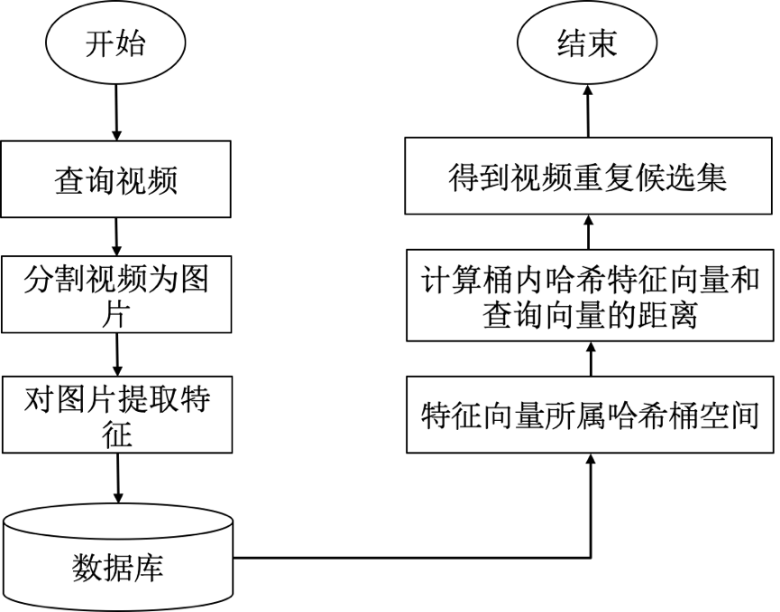 开始
查询视频
分割视频为图
片
对图片提取特
征
数据库
特征向量所属哈希桶空间
计算桶内哈希特征向量和
查询向量的距离
得到视频重复候选集
结束